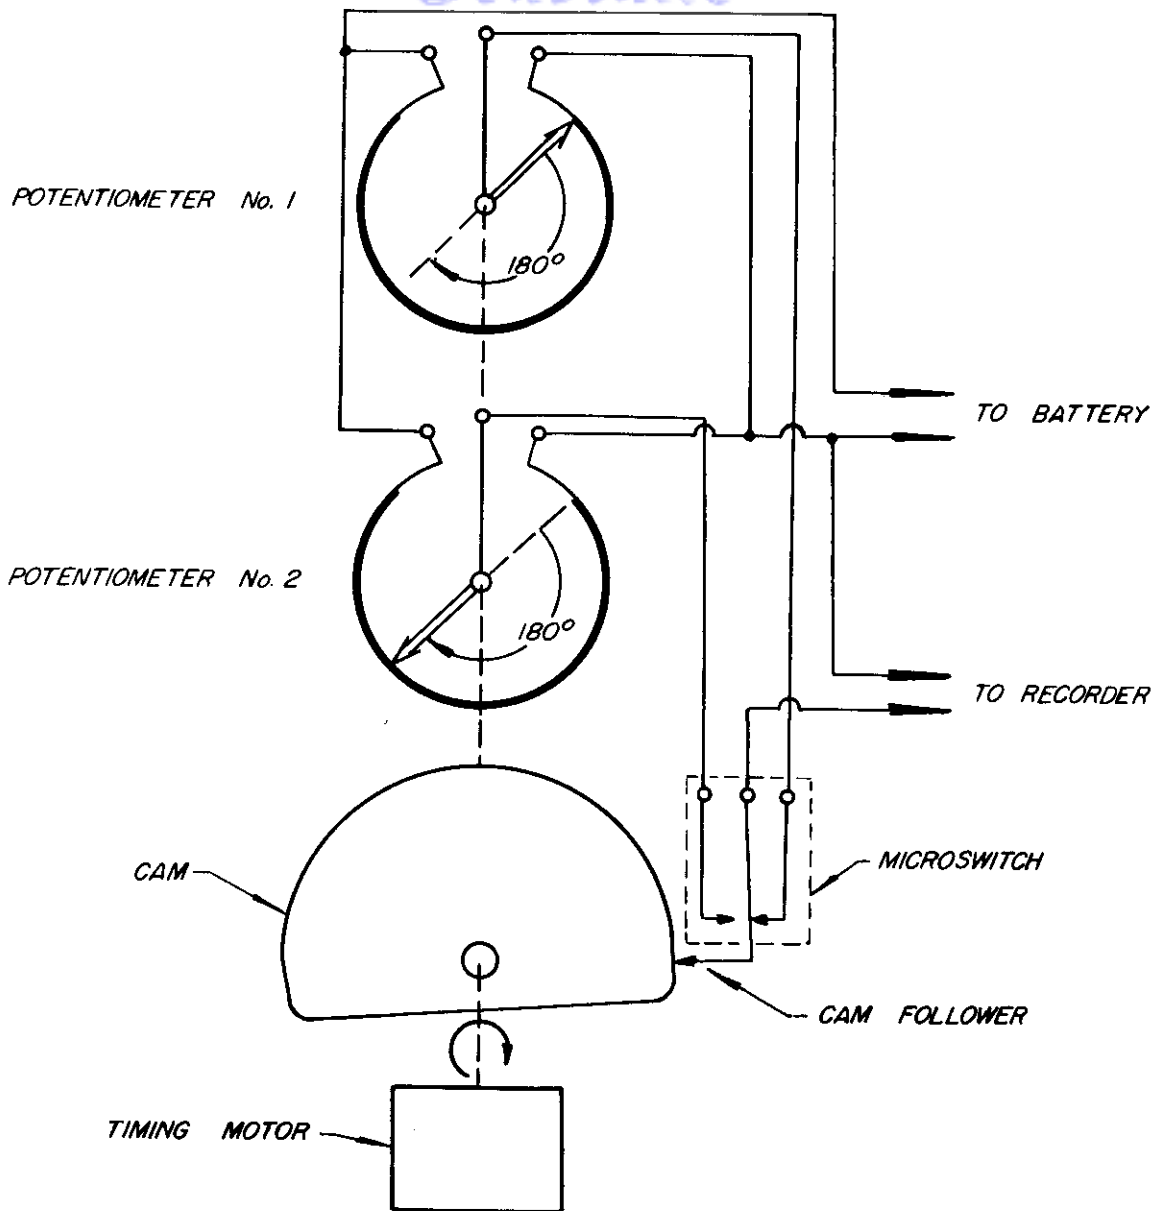 POTENTIOMETER No. 1
180°
TO BATTERY
POTENTIOMETER No. 2
180°
TO RECORDER
CAM
MICROSWITCH
CAM FOLLOWER
TIMING MOTOR